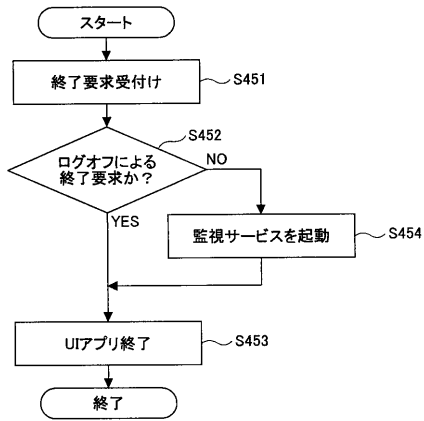 スタート
終了要求受付け
S451
S452
ログオフによる
終了要求か？
NO
YES
監視サービスを起動
S454
UIアプリ終了
S453
終了